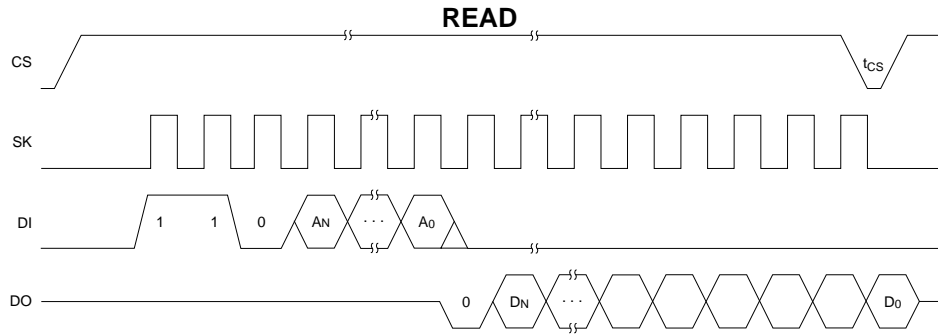 READ
CS
tCS
SK
DI 1 1 0 AN · · · A0
DO 0 DN · · · D0